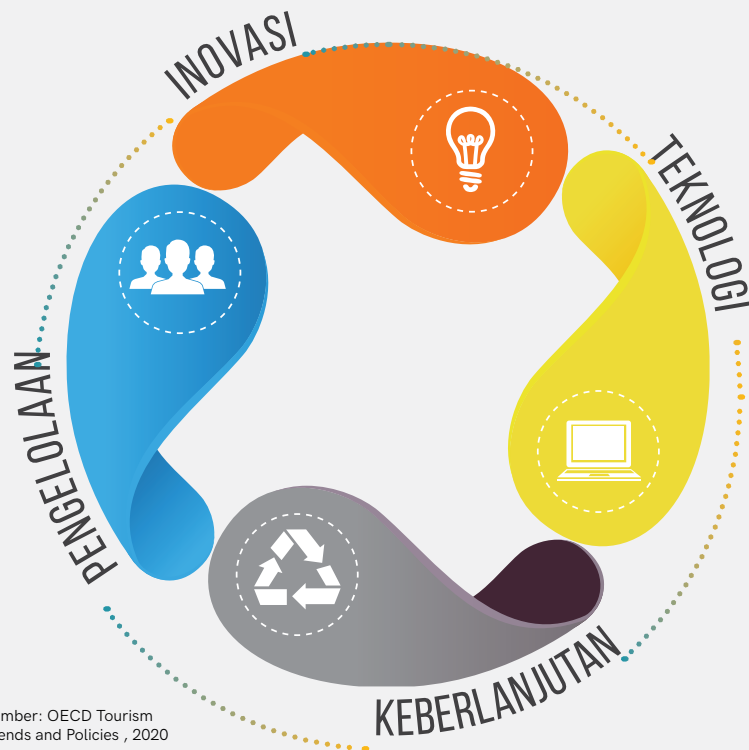 INOVASI
TEKNOLOGI
PENGELOLAAN
KEBERLANJUTAN
mber: OECD Tourism
ends and Policies , 2020